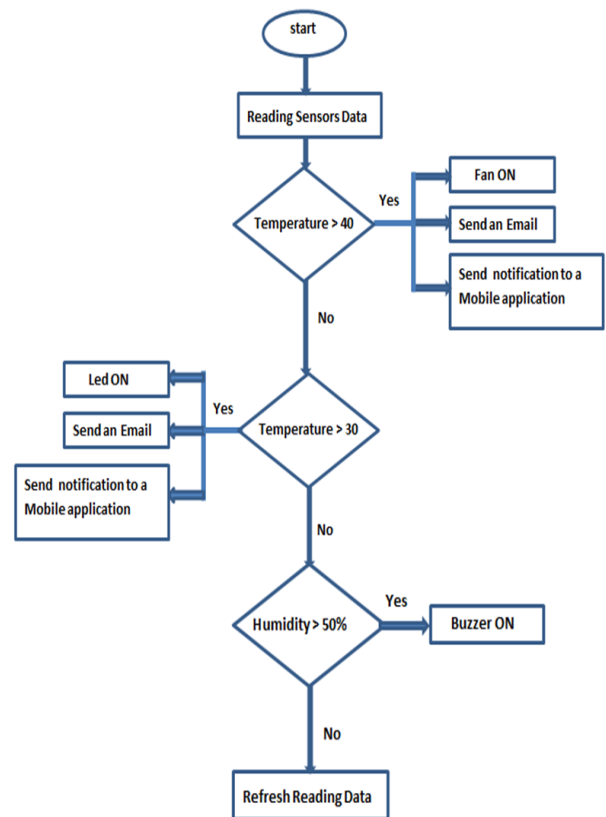 start
Reading Sensors Data
Temperature > 40
Yes
Fan ON
Send an Email
Send notification to a
Mobile application
No
Temperature > 30
Yes
Led ON
Send an Email
Send notification to a
Mobile application
No
Humidity > 50%
Yes
Buzzer ON
No
Refresh Reading Data